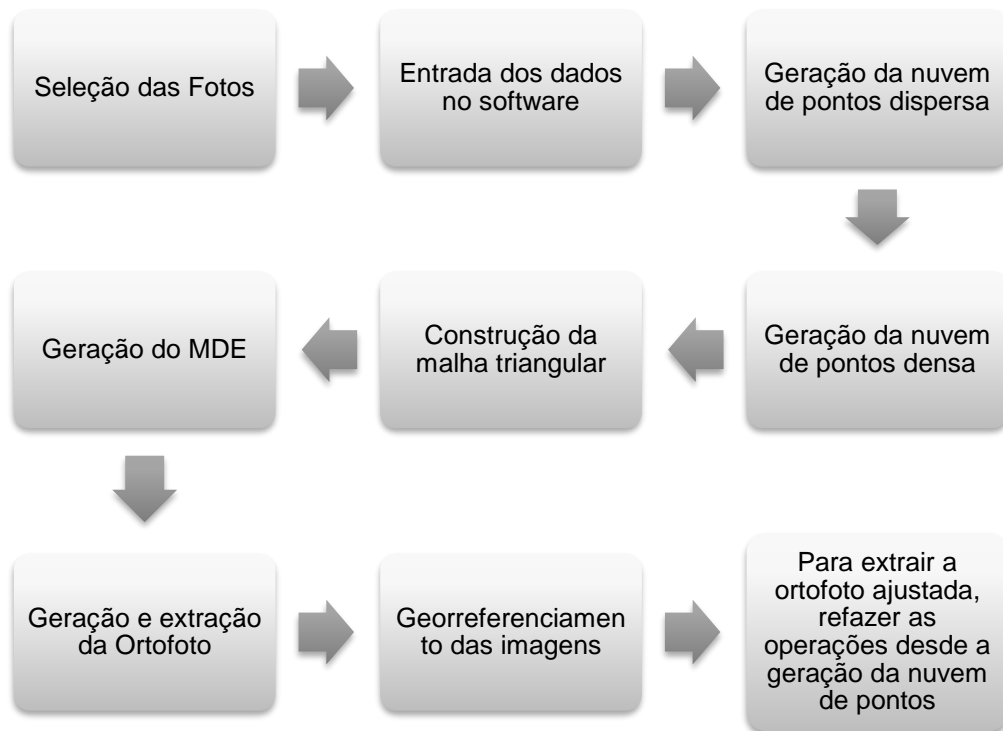 Seleção das Fotos
Entrada dos dados
no software
Geração da nuvem
de pontos dispersa
Geração da nuvem
de pontos densa
Construção da
malha triangular
Geração do MDE
Geração e extração
da Ortofoto
Georreferenciamen
to das imagens
Para extrair a
ortofoto ajustada,
refazer as
operações desde a
geração da nuvem
de pontos